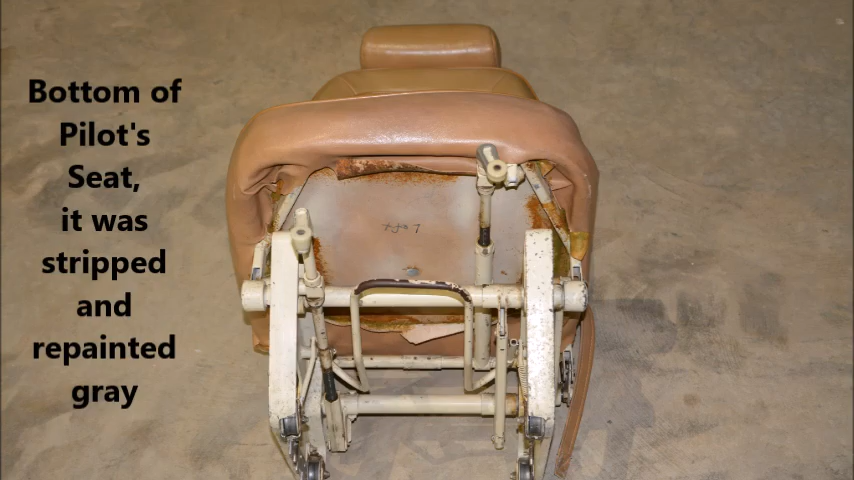 Bottom of
Pilot's
Seat,
it was
stripped
and
repainted
gray